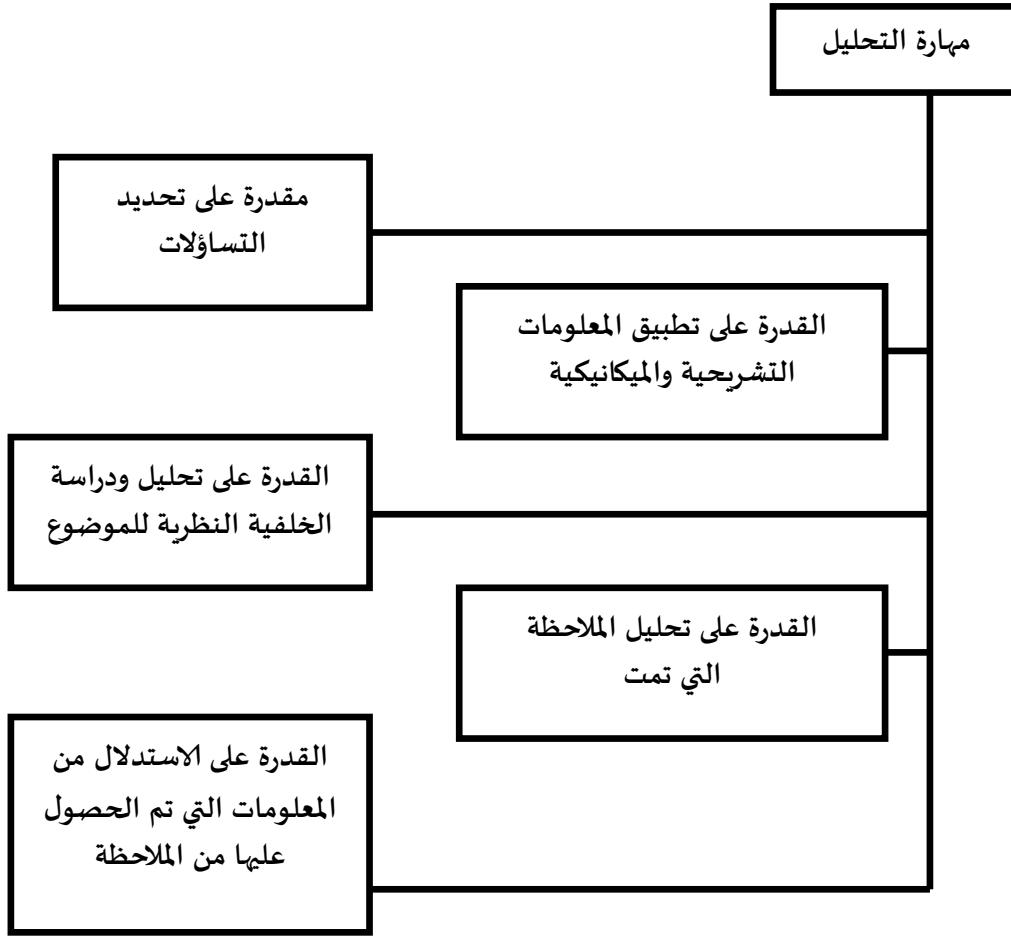 مهارة التحليل
مقدرة على تحديد
التساؤلات
القدرة على تطبيق المعلومات
التشريحية والميكانيكية
القدرة على تحليل ودراسة
الخلفية النظرية للموضوع
القدرة على تحليل الملاحظة
التي تمت
القدرة على الاستدلال من
المعلومات التي تم الحصول
عليها من الملاحظة